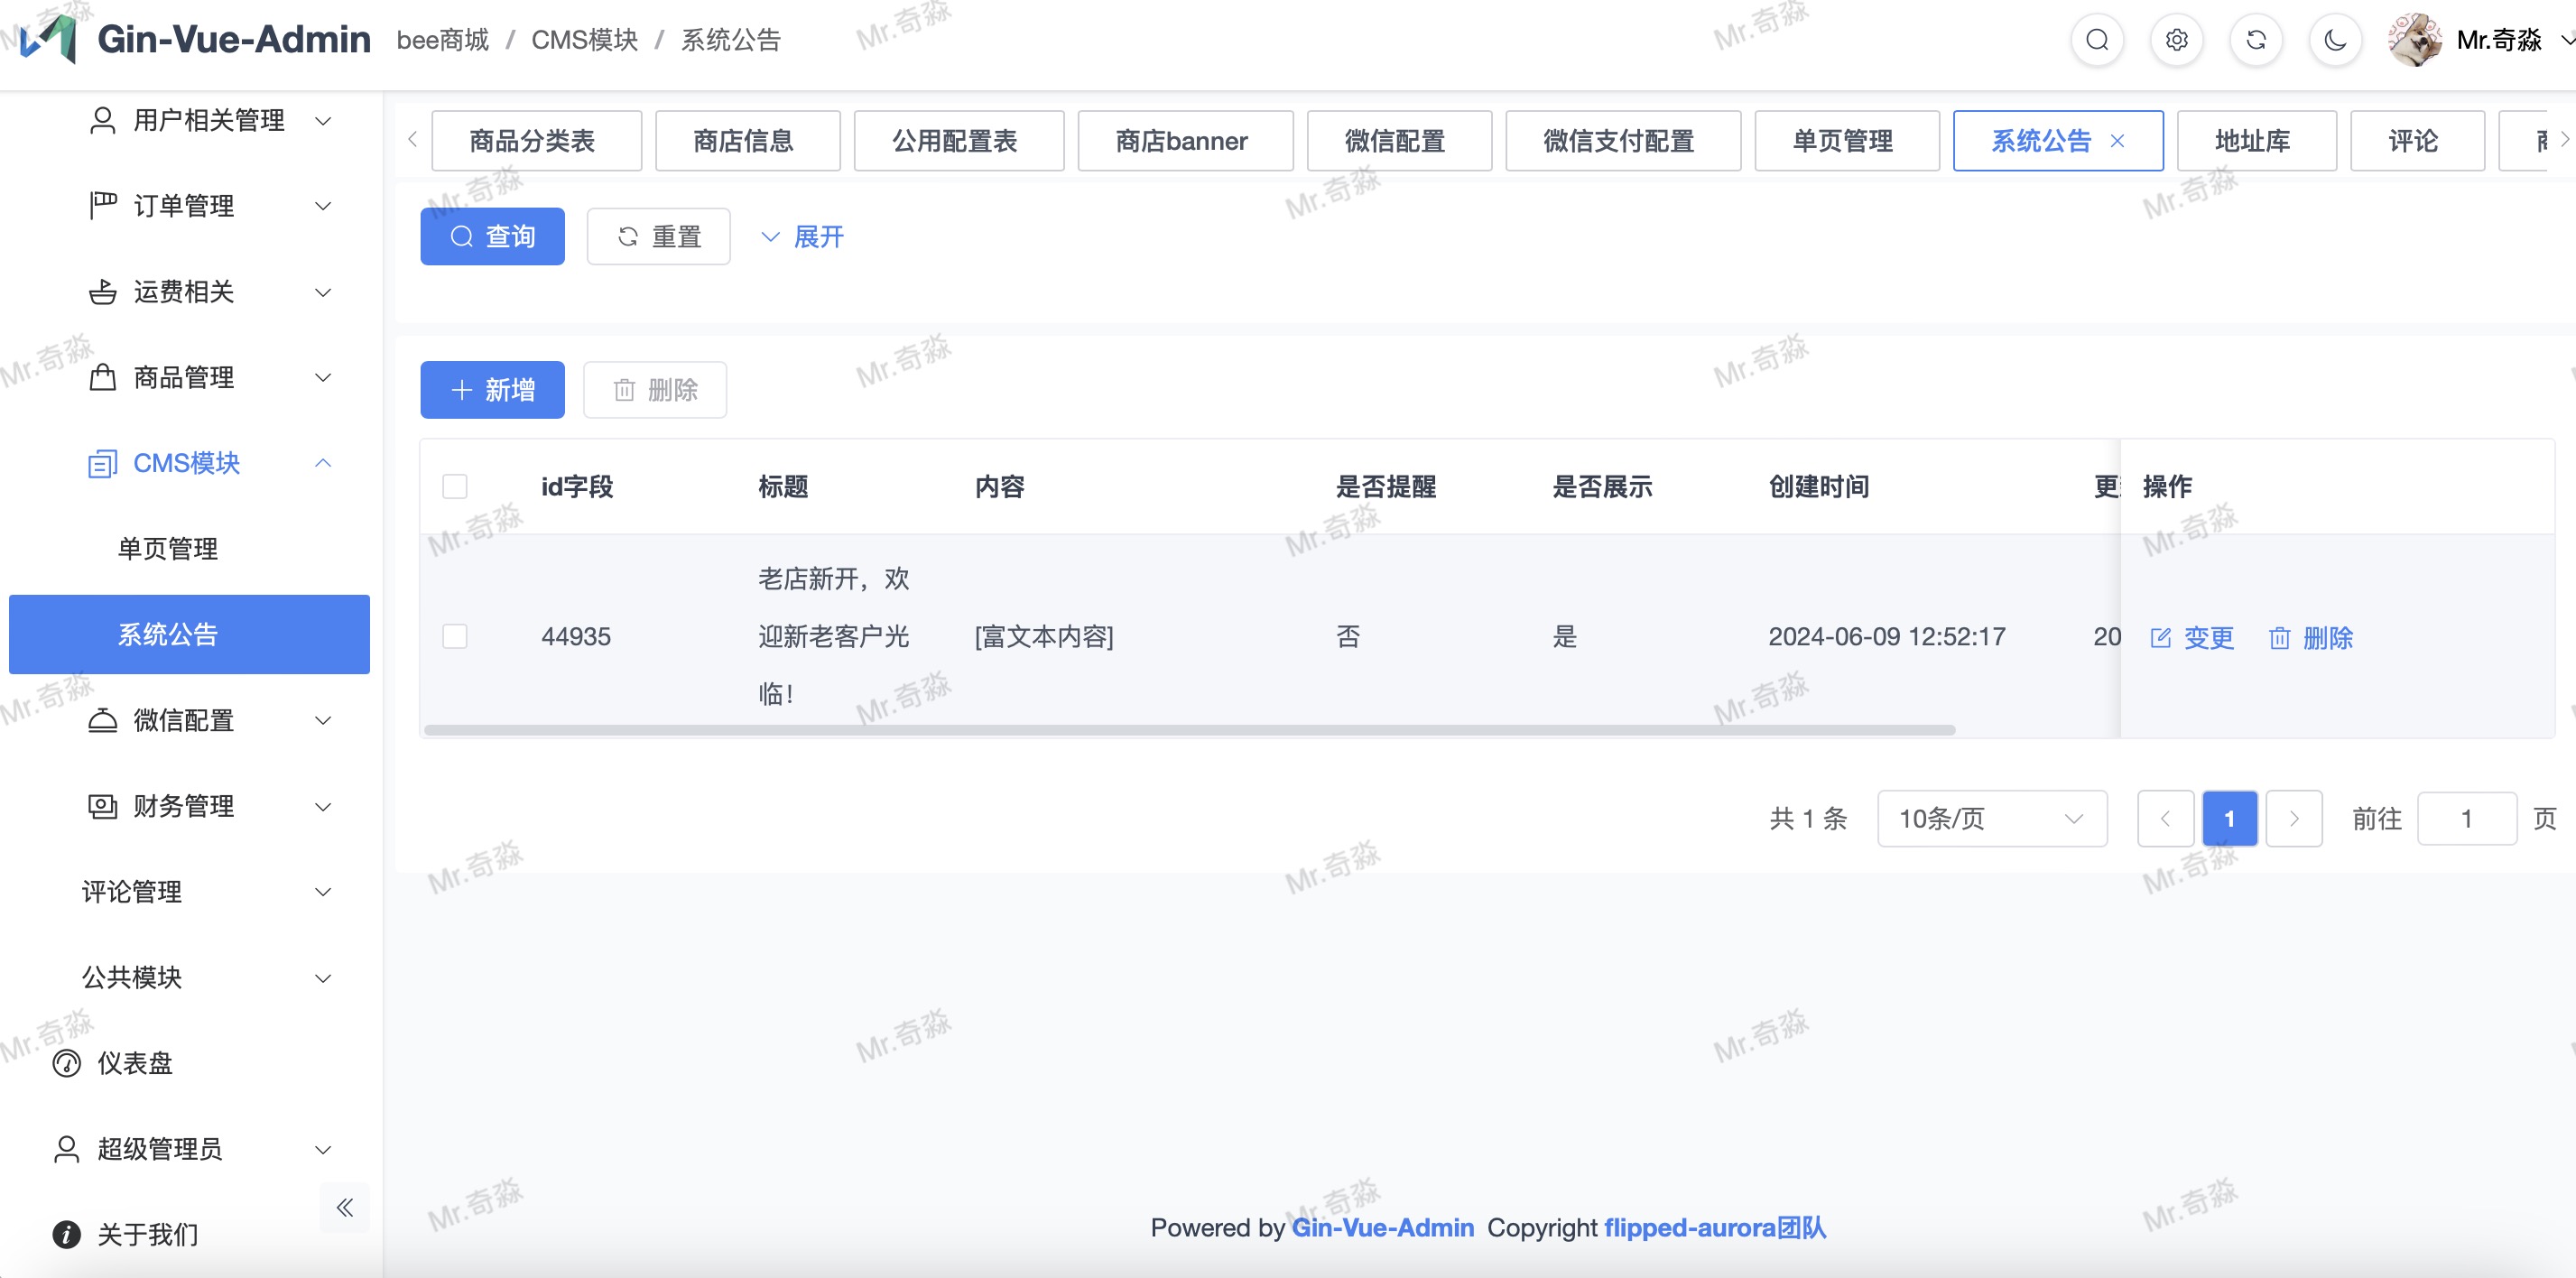 Gin-Vue-Admin
bee商城 / CMS模块 / 系统公告
Mr.奇淼
用户相关管理
订单管理
运费相关
商品管理
CMS模块
单页管理
系统公告
微信配置
财务管理
评论管理
公共模块
仪表盘
超级管理员
关于我们
商品分类表
商店信息
公用配置表
商店banner
微信配置
微信支付配置
单页管理
系统公告
地址库
评论
查询
重置
展开
新增
删除
id字段 标题 内容 是否提醒 是否展示 创建时间 更 操作
44935 老店新开，欢 [富文本内容] 否 是 2024-06-09 12:52:17 20 变更 删除
迎新老客户光
临！
共 1 条 10条/页 1 前往 1 页
Powered by Gin-Vue-Admin Copyright flipped-aurora团队
Mr.奇淼